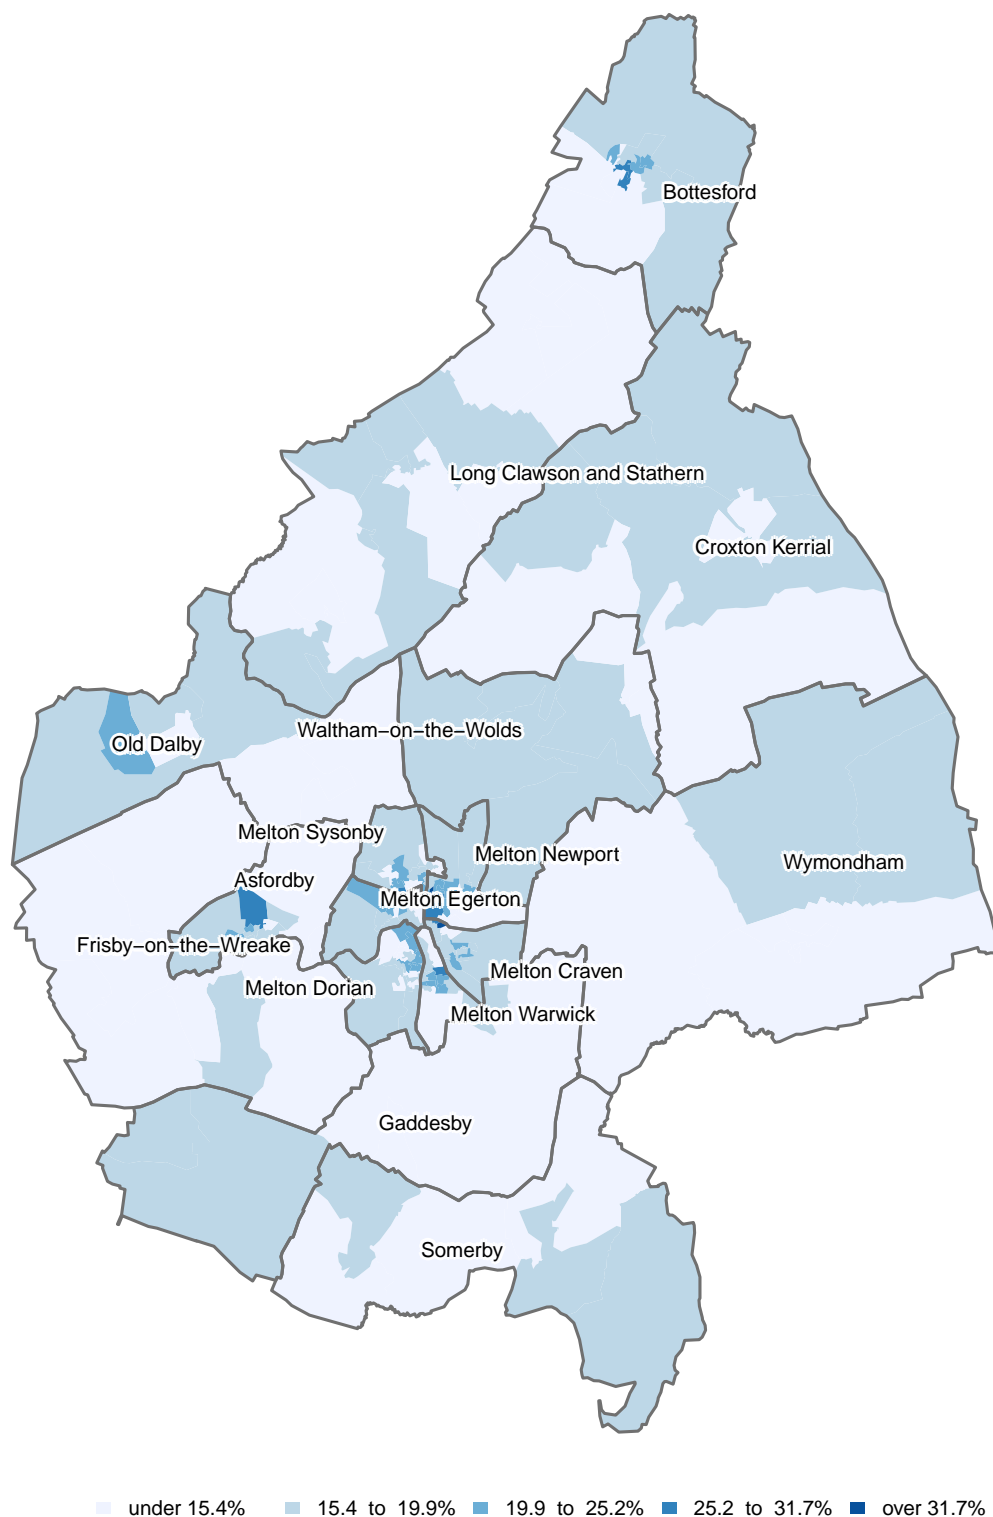 Bottesford
Long Clawson and Stathern
Croxton Kerrial
Waltham−on−the−Wolds
Old Dalby
Melton Sysonby
Melton Newport
Wymondham
Asfordby
Melton Egerton
Frisby−on−the−Wreake
Melton Craven
Melton Dorian
Melton Warwick
Gaddesby
Somerby
under 15.4% 15.4 to 19.9% 19.9 to 25.2% 25.2 to 31.7% over 31.7%